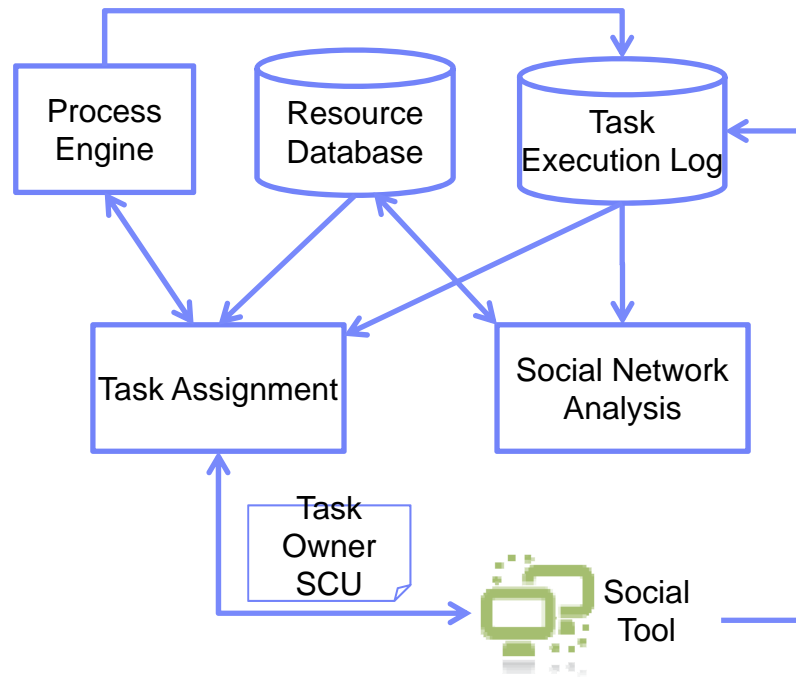 Process
Engine
Resource
Database
Task
Execution Log
Task Assignment
Social Network
Analysis
Task
Owner
SCU
Social
Tool